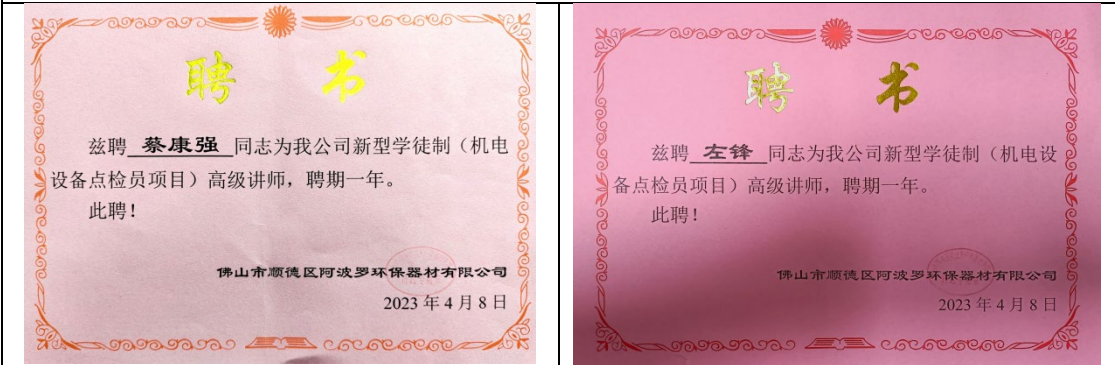 聘 书
兹聘 蔡康强 同志为我公司新型学徒制（机电
设备点检员项目）高级讲师，聘期一年。
此聘！
佛山市顺德区阿波罗环保器材有限公司
2023 年 4 月 8 日
聘 书
兹聘 左锋 同志为我公司新型学徒制（机电设
备点检员项目）高级讲师，聘期一年。
此聘！
佛山市顺德区阿波罗环保器材有限公司
2023 年 4 月 8 日